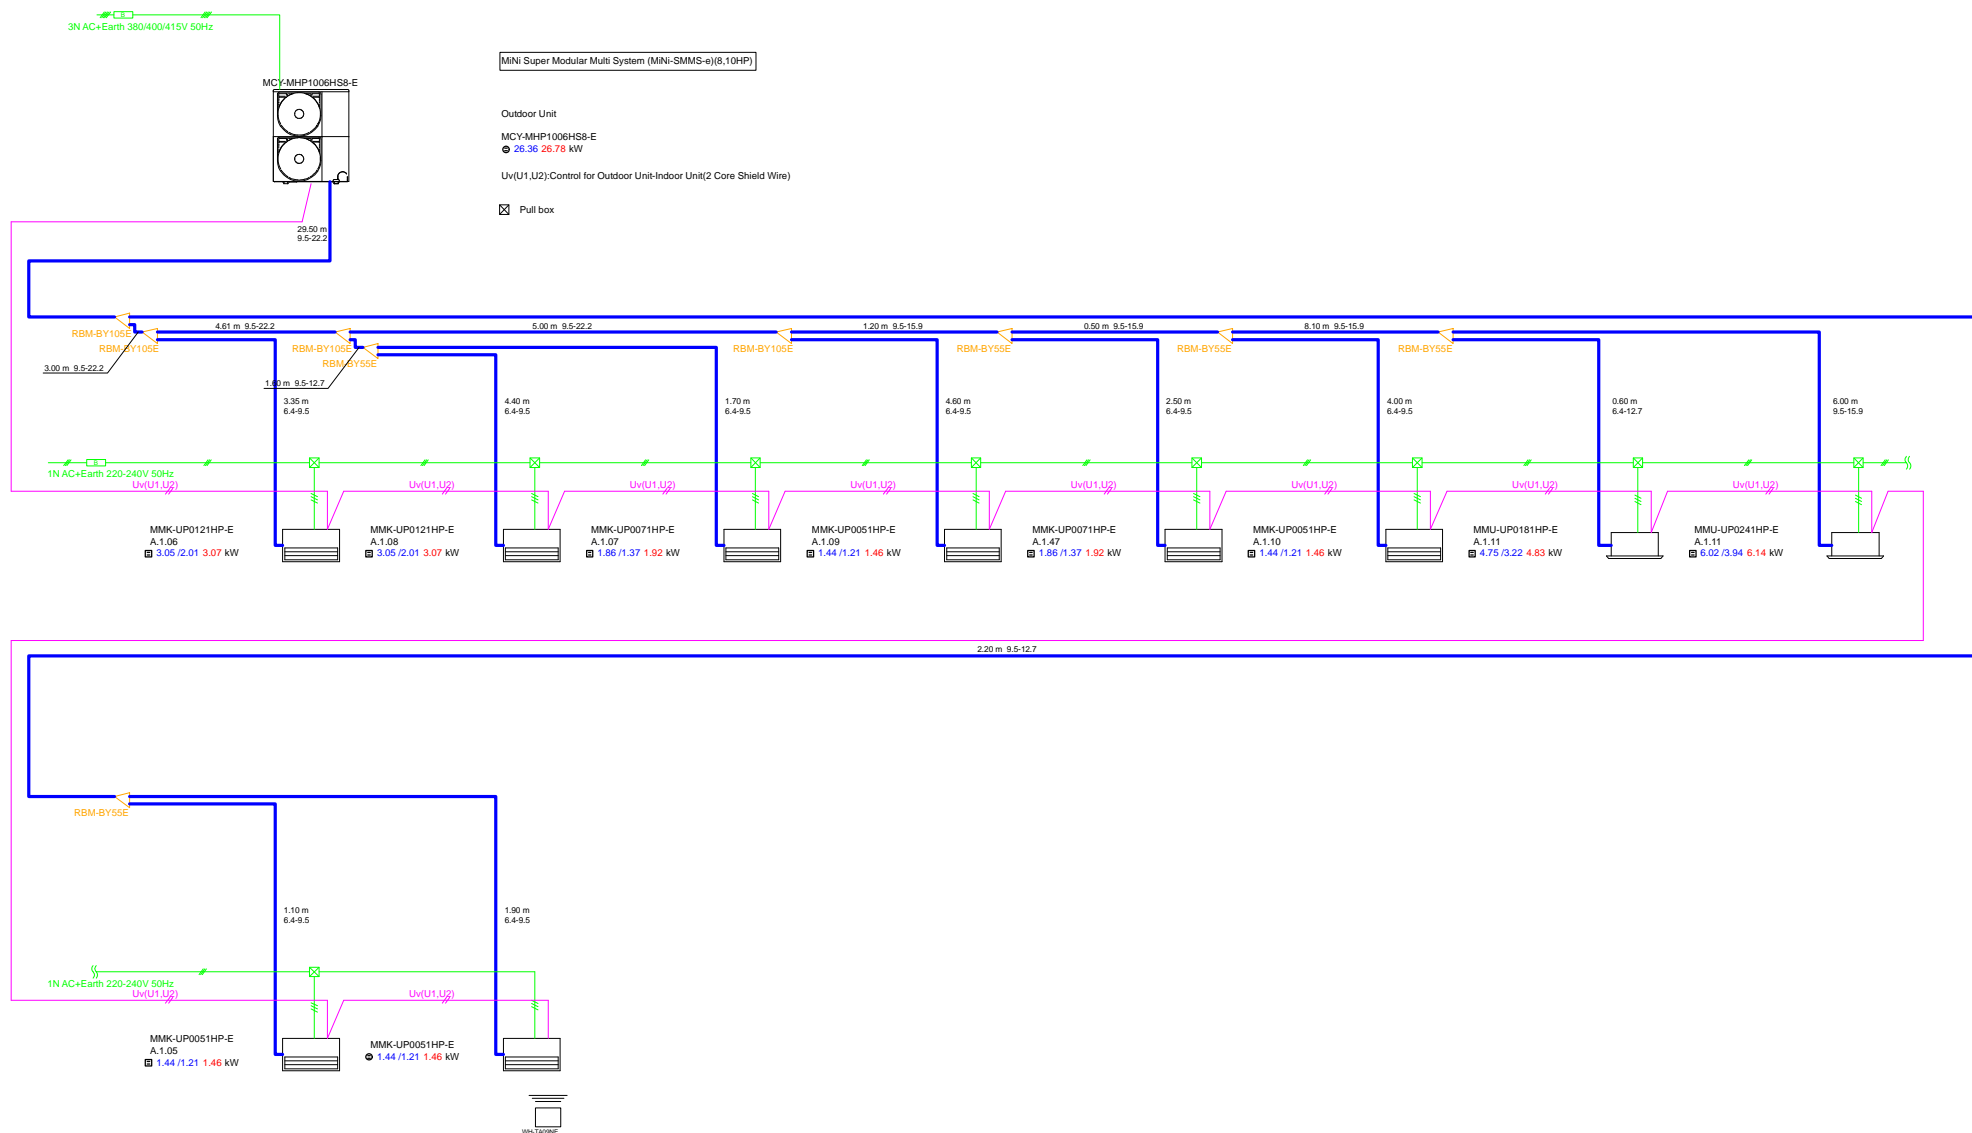 3N AC+Earth 380/400/415V 50Hz
MCY-MHP1006HS8-E
MiNi Super Modular Multi System (MiNi-SMMS-e)(8,10HP)
Outdoor Unit
MCY-MHP1006HS8-E
26.36 26.78 kW
Uv(U1,U2):Control for Outdoor Unit-Indoor Unit(2 Core Shield Wire)
Pull box
29.50 m
9.5-22.2
RBM-BY105E
RBM-BY105E
4.61 m 9.5-22.2
RBM-BY105E
RBM-BY55E
5.00 m 9.5-22.2
RBM-BY105E
1.20 m 9.5-15.9
RBM-BY55E
0.50 m 9.5-15.9
RBM-BY55E
8.10 m 9.5-15.9
RBM-BY55E
3.00 m 9.5-22.2
1.60 m 9.5-12.7
3.35 m
6.4-9.5
4.40 m
6.4-9.5
1.70 m
6.4-9.5
4.60 m
6.4-9.5
2.50 m
6.4-9.5
4.00 m
6.4-9.5
0.60 m
6.4-12.7
6.00 m
9.5-15.9
1N AC+Earth 220-240V 50Hz
Uv(U1,U2)
Uv(U1,U2)
Uv(U1,U2)
Uv(U1,U2)
Uv(U1,U2)
Uv(U1,U2)
Uv(U1,U2)
Uv(U1,U2)
MMK-UP0121HP-E
A.1.06
3.05 /2.01 3.07 kW
MMK-UP0121HP-E
A.1.08
3.05 /2.01 3.07 kW
MMK-UP0071HP-E
A.1.07
1.86 /1.37 1.92 kW
MMK-UP0051HP-E
A.1.09
1.44 /1.21 1.46 kW
MMK-UP0071HP-E
A.1.47
1.86 /1.37 1.92 kW
MMK-UP0051HP-E
A.1.10
1.44 /1.21 1.46 kW
MMU-UP0181HP-E
A.1.11
4.75 /3.22 4.83 kW
MMU-UP0241HP-E
A.1.11
6.02 /3.94 6.14 kW
2.20 m 9.5-12.7
RBM-BY55E
1.10 m
6.4-9.5
1.90 m
6.4-9.5
1N AC+Earth 220-240V 50Hz
Uv(U1,U2)
Uv(U1,U2)
MMK-UP0051HP-E
A.1.05
1.44 /1.21 1.46 kW
MMK-UP0051HP-E
1.44 /1.21 1.46 kW